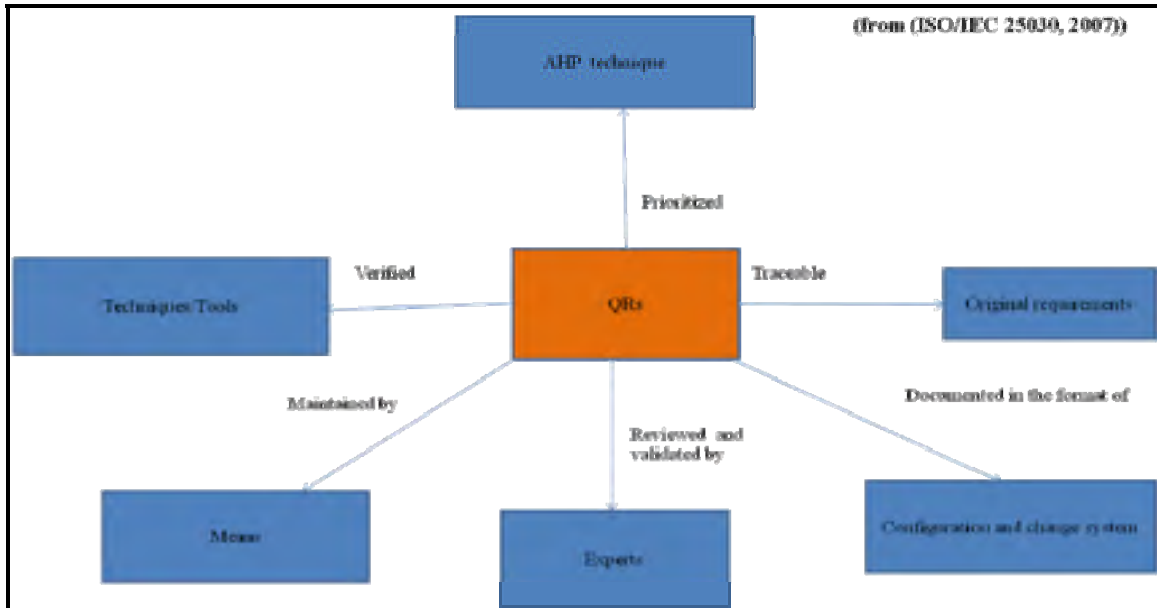 (from (ISO/IEC 25030, 2007))
AHP technique
Prioritized
Verified
Traceable
Techniques/Tools
QRs
Original requirements
Maintained by
Documented in the format of
Reviewed and
validated by
Means
Configuration and change system
Experts